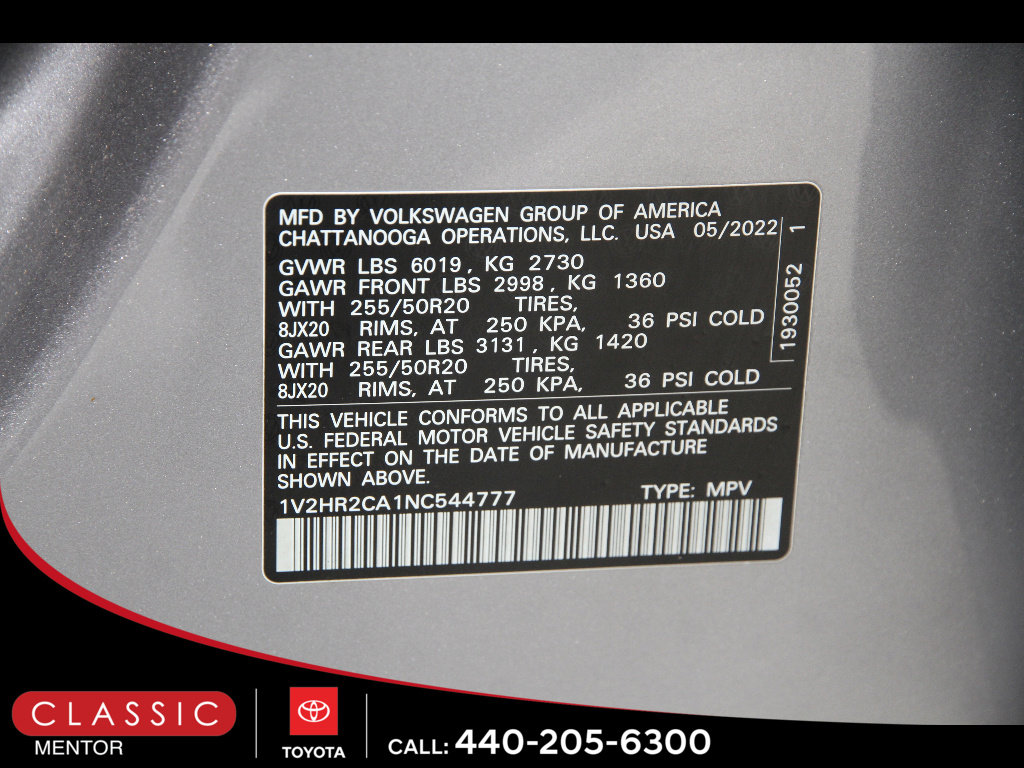 MFD BY VOLKSWAGEN GROUP OF AMERICA
CHATTANOOGA OPERATIONS, LLC. USA 05/2022
GVWR LBS 6019, KG 2730
GAWR FRONT LBS 2998, KG 1360
WITH 255/50R20 TIRES,
8JX20 RIMS, AT 250 KPA, 36 PSI COLD
GAWR REAR LBS 3131, KG 1420
WITH 255/50R20 TIRES,
8JX20 RIMS, AT 250 KPA, 36 PSI COLD
1930052 1
THIS VEHICLE CONFORMS TO ALL APPLICABLE
U.S. FEDERAL MOTOR VEHICLE SAFETY STANDARDS
IN EFFECT ON THE DATE OF MANUFACTURE
SHOWN ABOVE.
1V2HR2CA1NC544777 TYPE: MPV
CLASSIC
MENTOR
TOYOTA
CALL: 440-205-6300